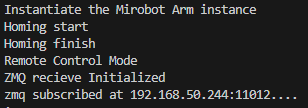 Instantiate the Mirobot Arm instance
Homing start
Homing finish
Remote Control Mode
ZMQ recieve Initialized
zmq subscribed at 192.168.50.244:11012....